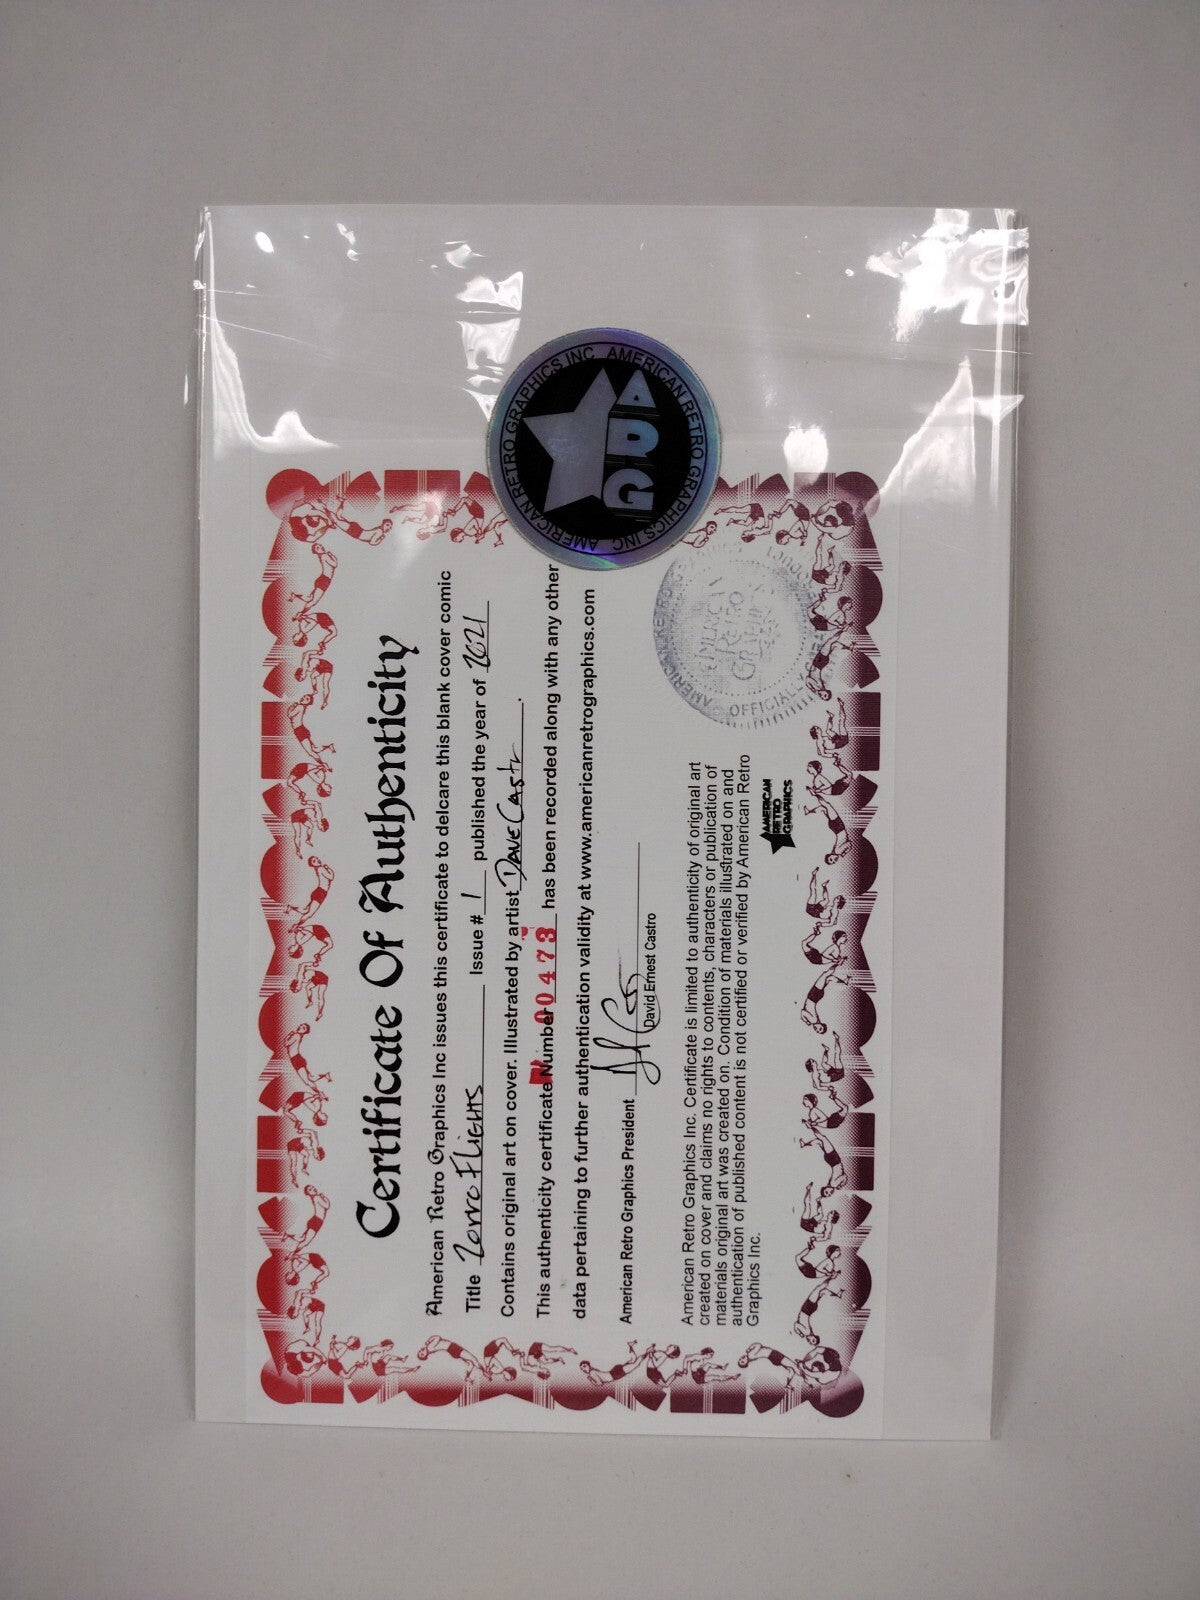 AMERICAN RETRO GRAPHICS INC. AMERICAN RETRO GRAPHICS INC.
ARG
Certificate Of Authenticity
American Retro Graphics Inc issues this certificate to delcare this blank cover comic
Title Zorro Flights Issue # 1 published the year of 2021
Contains original art on cover. Illustrated by artist Dave Castr.
This authenticity certificate Number 00473 has been recorded along with any other
data pertaining to further authentication validity at www.americanretrographics.com
American Retro Graphics President
David Ernest Castro
American Retro Graphics Inc. Certificate is limited to authenticity of original art
created on cover and claims no rights to contents, characters or publication of
materials original art was created on. Condition of materials illustrated on and
authentication of published content is not certified or verified by American Retro
Graphics Inc.
AMERICAN
RETRO
GRAPHICS
AMERICAN
RETRO
GRAPHICS
OFFICIAL